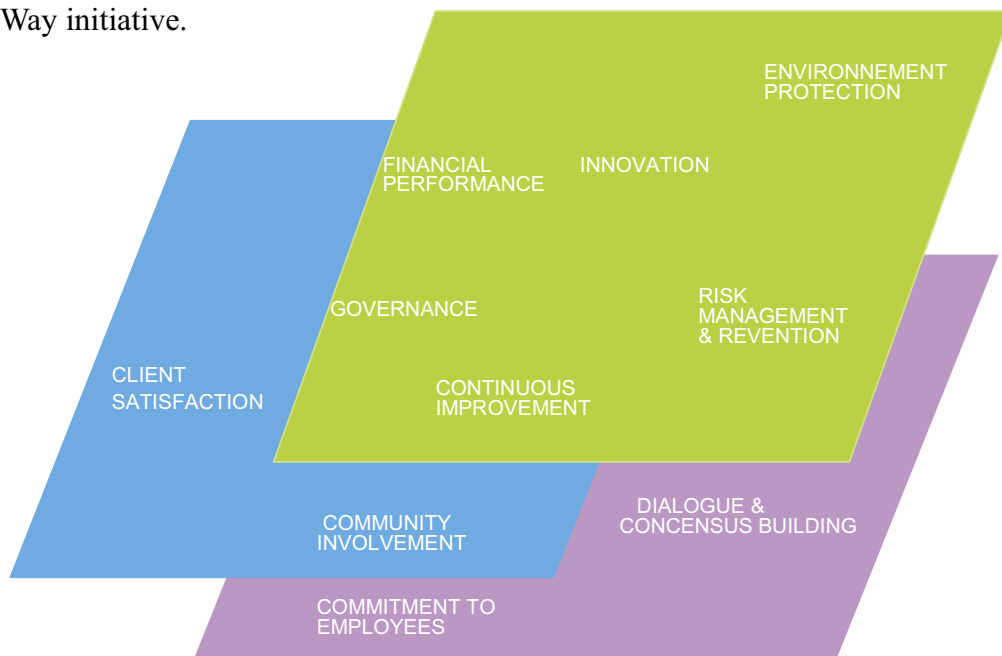 Way initiative.
ENVIRONNEMENT
PROTECTION
FINANCIAL
PERFORMANCE
INNOVATION
GOVERNANCE
RISK
MANAGEMENT
& REVENTION
CLIENT
SATISFACTION
CONTINUOUS
IMPROVEMENT
COMMUNITY
INVOLVEMENT
DIALOGUE &
CONCENSUS BUILDING
COMMITMENT TO
EMPLOYEES